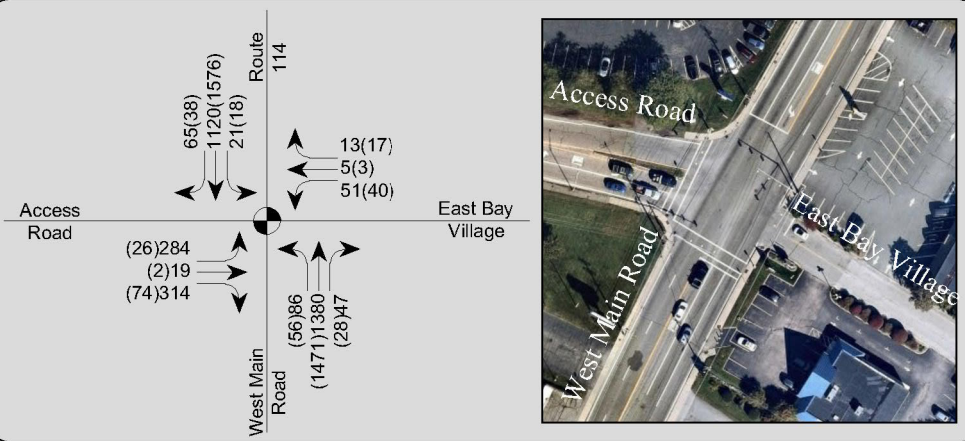 Route
114
65(38)
1120(1576)
21(18)
13(17)
5(3)
51(40)
Access
Road
East Bay
Village
(26)284
(2)19
(74)314
(56)86
(1471)1380
(28)47
West Main
Road
Access Road
East Bay Village
West Main Road